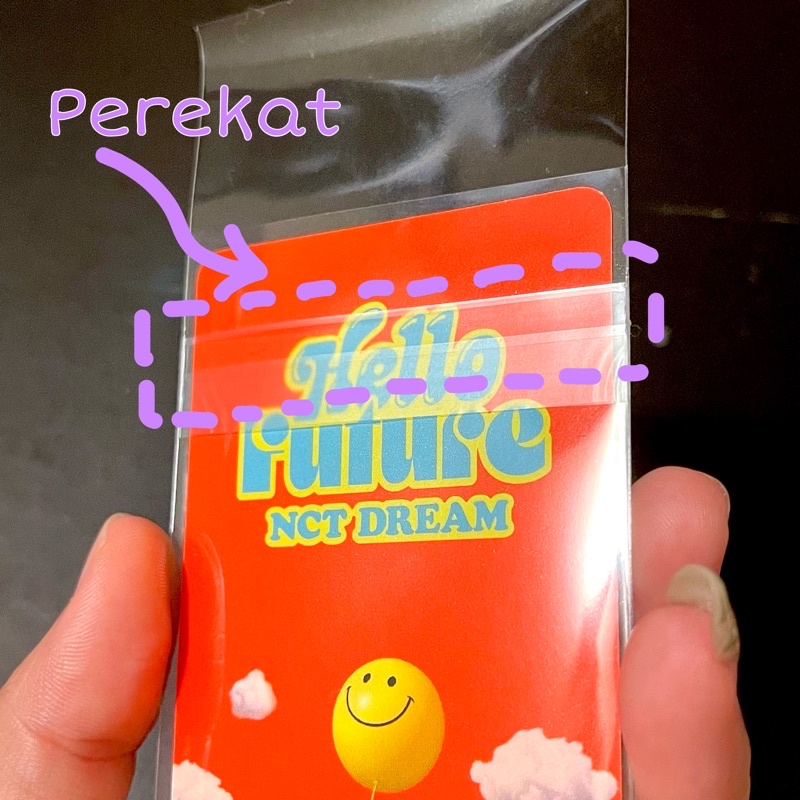 Perekat
Hello
Future
NCT DREAM